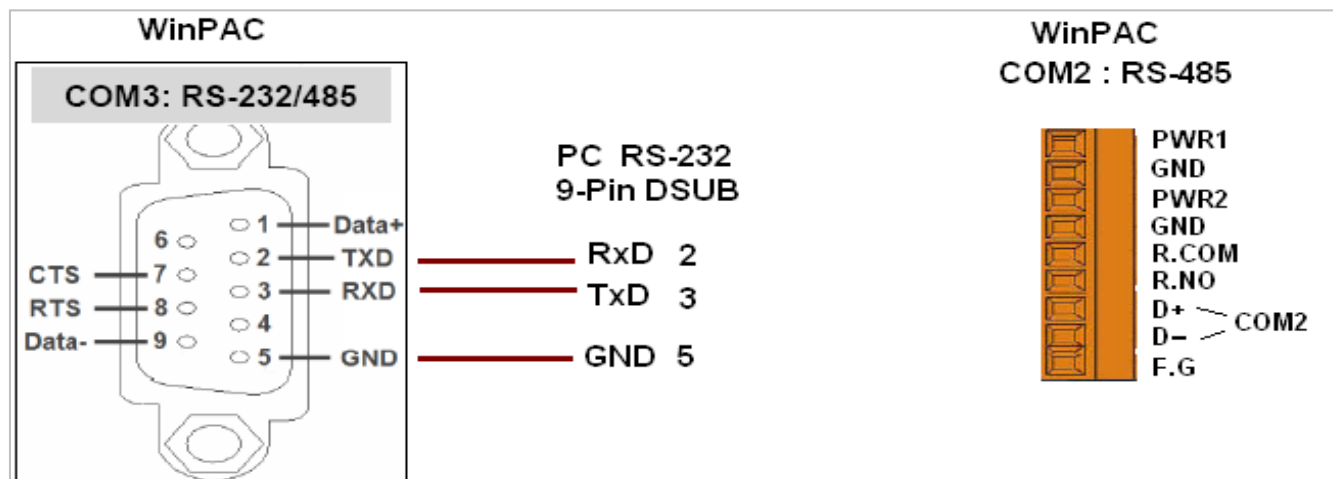 WinPAC
COM3: RS-232/485
1 Data+
6
2 TXD
CTS 7
3 RXD
RTS 8
4
Data- 9
5 GND
PC RS-232
9-Pin DSUB
RxD 2
TxD 3
GND 5
WinPAC
COM2 : RS-485
PWR1
GND
PWR2
GND
R.COM
R.NO
D+
COM2
D−
F.G